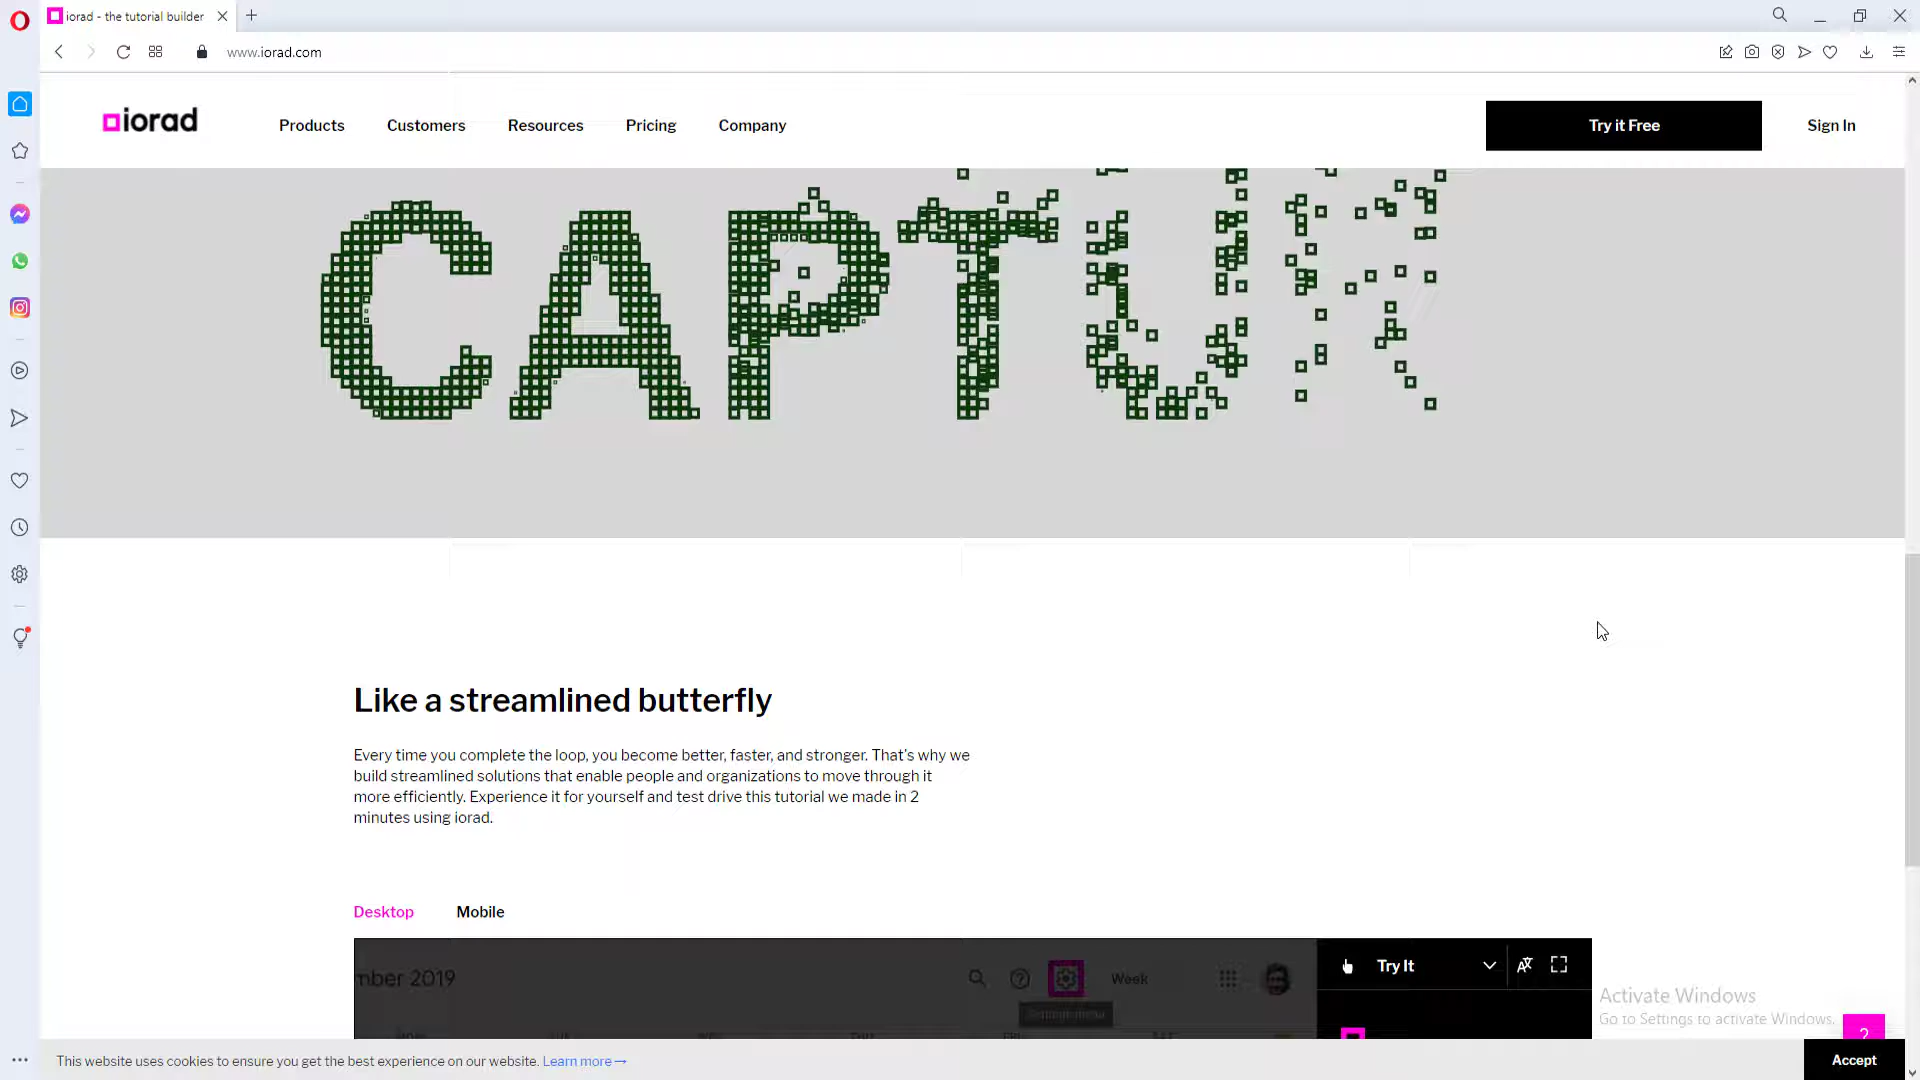 iorad - the tutorial builder
www.iorad.com
iorad
Products
Customers
Resources
Pricing
Company
Try it Free
Sign In
CAPTUR
Like a streamlined butterfly
Every time you complete the loop, you become better, faster, and stronger. That's why we
build streamlined solutions that enable people and organizations to move through it
more efficiently. Experience it for yourself and test drive this tutorial we made in 2
minutes using iorad.
Desktop
Mobile
mber 2019
Week
Try It
Activate Windows
Go to Settings to activate Windows.
?
This website uses cookies to ensure you get the best experience on our website. Learn more→
Accept